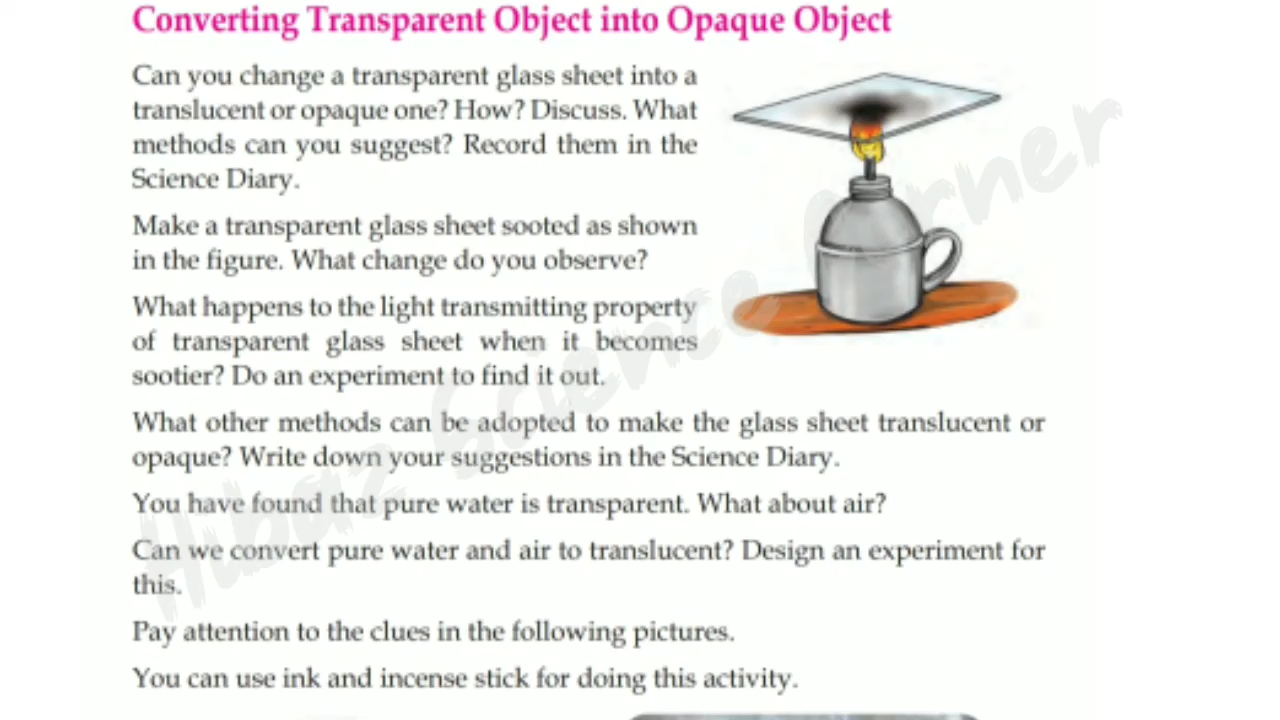 Converting Transparent Object into Opaque Object
Can you change a transparent glass sheet into a
translucent or opaque one? How? Discuss. What
methods can you suggest? Record them in the
Science Diary.
Make a transparent glass sheet sooted as shown
in the figure. What change do you observe?
What happens to the light transmitting property
of transparent glass sheet when it becomes
sootier? Do an experiment to find it out.
What other methods can be adopted to make the glass sheet translucent or
opaque? Write down your suggestions in the Science Diary.
You have found that pure water is transparent. What about air?
Can we convert pure water and air to translucent? Design an experiment for
this.
Pay attention to the clues in the following pictures.
You can use ink and incense stick for doing this activity.
Hibaz Science Corner